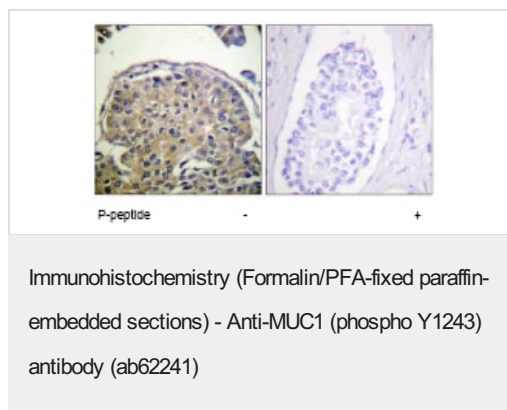 P-peptide - +
Immunohistochemistry (Formalin/PFA-fixed paraffin-
embedded sections) - Anti-MUC1 (phospho Y1243)
antibody (ab62241)